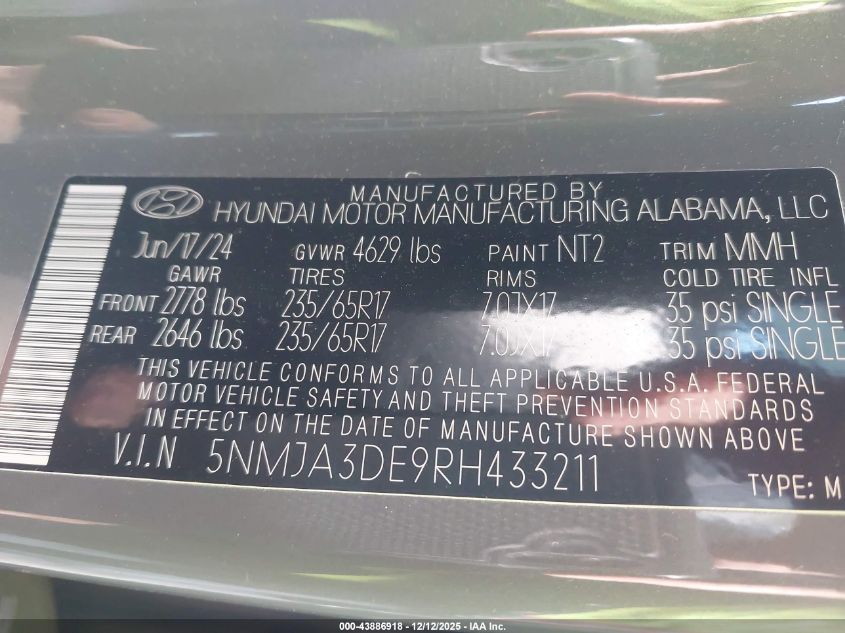 MANUFACTURED BY
HYUNDAI MOTOR MANUFACTURING ALABAMA, LLC
Jun/17/24 GVWR 4629 lbs PAINT NT2 TRIM MMH
GAWR TIRES RIMS COLD TIRE INFL
FRONT 2778 lbs 235/65R17 7.0JX17 35 psi SINGLE
REAR 2646 lbs 235/65R17 7.0JX17 35 psi SINGLE
THIS VEHICLE CONFORMS TO ALL APPLICABLE U.S.A. FEDERAL
MOTOR VEHICLE SAFETY AND THEFT PREVENTION STANDARDS
IN EFFECT ON THE DATE OF MANUFACTURE SHOWN ABOVE
V.I.N 5NMJA3DE9RH433211
TYPE: M
000-43886918 - 12/12/2025 - IAA Inc.